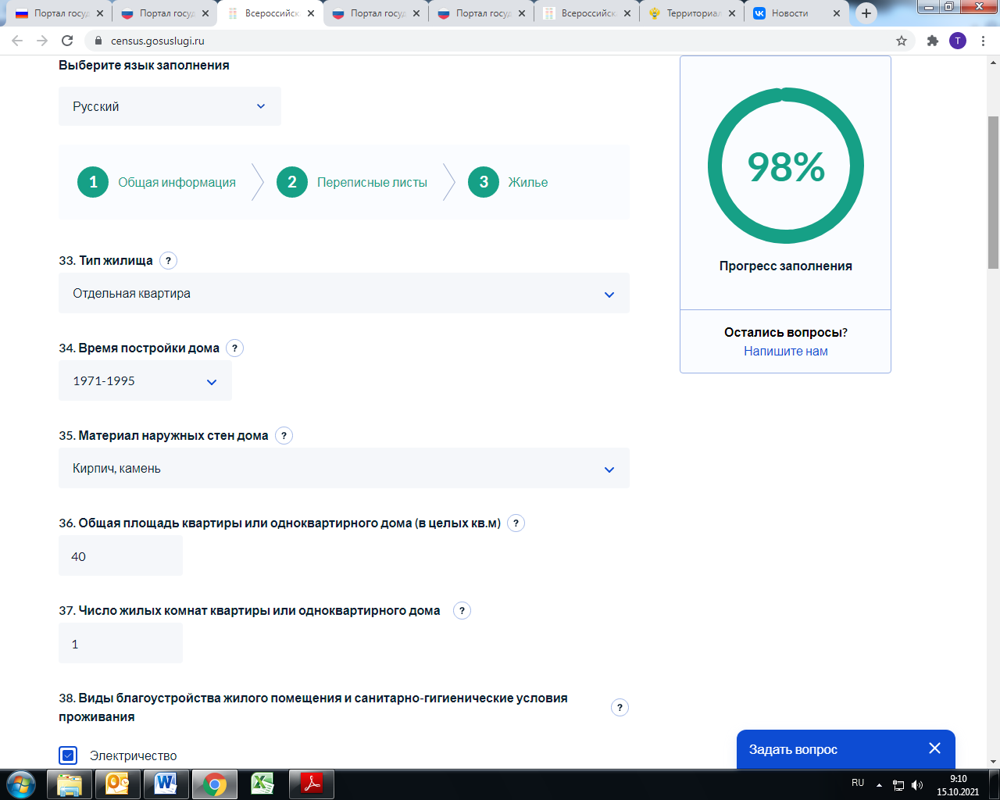 Портал госуд
Портал госуд
Всероссийск
Портал госуд
Портал госуд
Всероссийск
Территориал
Новости
census.gosuslugi.ru
T
Выберите язык заполнения
Русский
1 Общая информация
2 Переписные листы
3 Жилье
98%
Прогресс заполнения
Остались вопросы?
Напишите нам
33. Тип жилища ?
Отдельная квартира
34. Время постройки дома ?
1971-1995
35. Материал наружных стен дома ?
Кирпич, камень
36. Общая площадь квартиры или одноквартирного дома (в целых кв.м) ?
40
37. Число жилых комнат квартиры или одноквартирного дома ?
1
38. Виды благоустройства жилого помещения и санитарно-гигиенические условия
проживания ?
Электричество
Задать вопрос
RU
9:10
15.10.2021